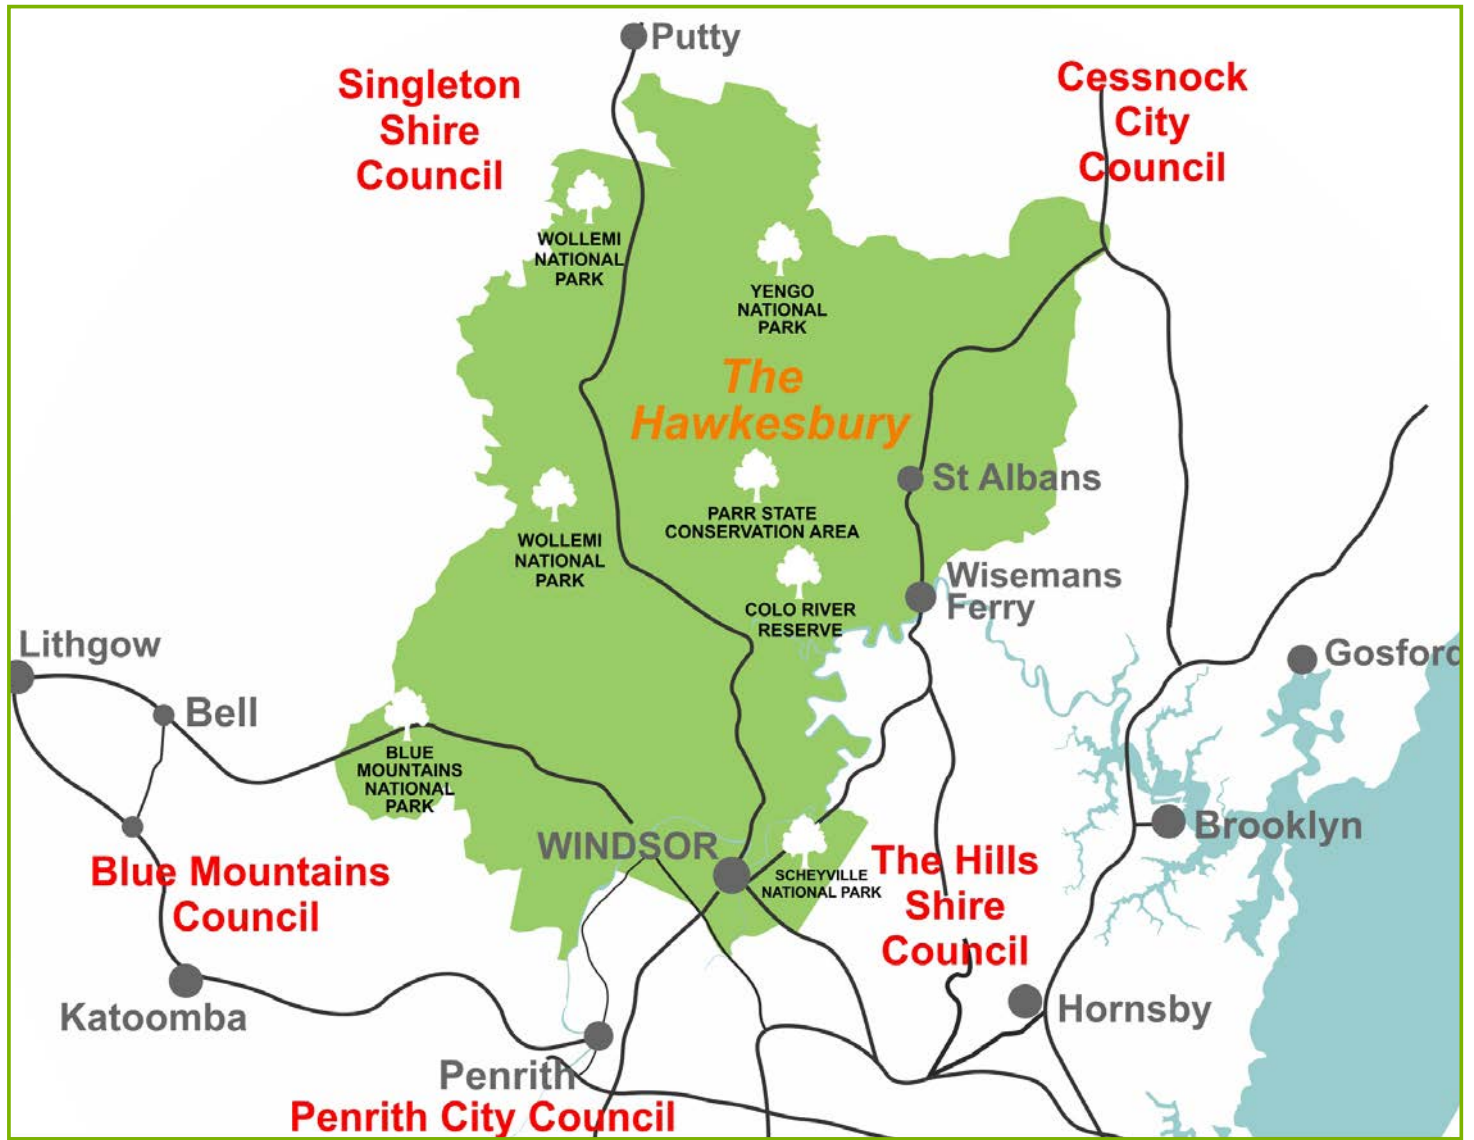 Putty
Singleton
Shire
Council
Cessnock
City
Council
WOLLEMI
NATIONAL
PARK
YENGO
NATIONAL
PARK
The
Hawkesbury
St Albans
PARR STATE
CONSERVATION AREA
WOLLEMI
NATIONAL
PARK
COLO RIVER
RESERVE
Wisemans
Ferry
Lithgow
Gosford
Bell
BLUE
MOUNTAINS
NATIONAL
PARK
WINDSOR
Brooklyn
SCHEYVILLE
NATIONAL PARK
The Hills
Shire
Council
Blue Mountains
Council
Katoomba
Hornsby
Penrith
Penrith City Council